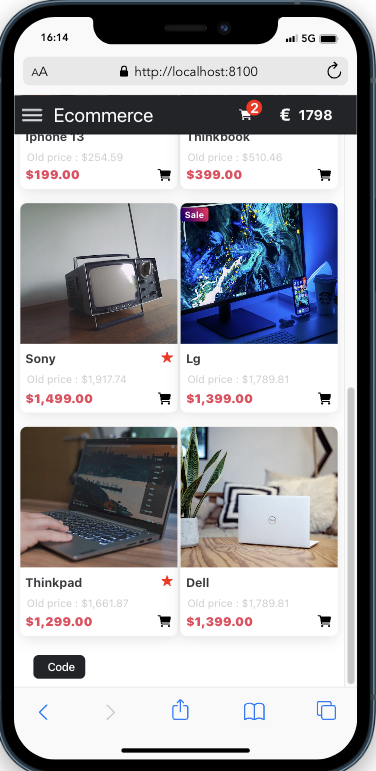 16:14
5G
AA http://localhost:8100
Ecommerce 2 € 1798
Iphone 13 Thinkbook
Old price : $254.59 Old price : $510.46
$199.00 $399.00
Sale
Sony Lg
Old price : $1,917.74 Old price : $1,789.81
$1,499.00 $1,399.00
Thinkpad Dell
Old price : $1,661.87 Old price : $1,789.81
$1,299.00 $1,399.00
Code